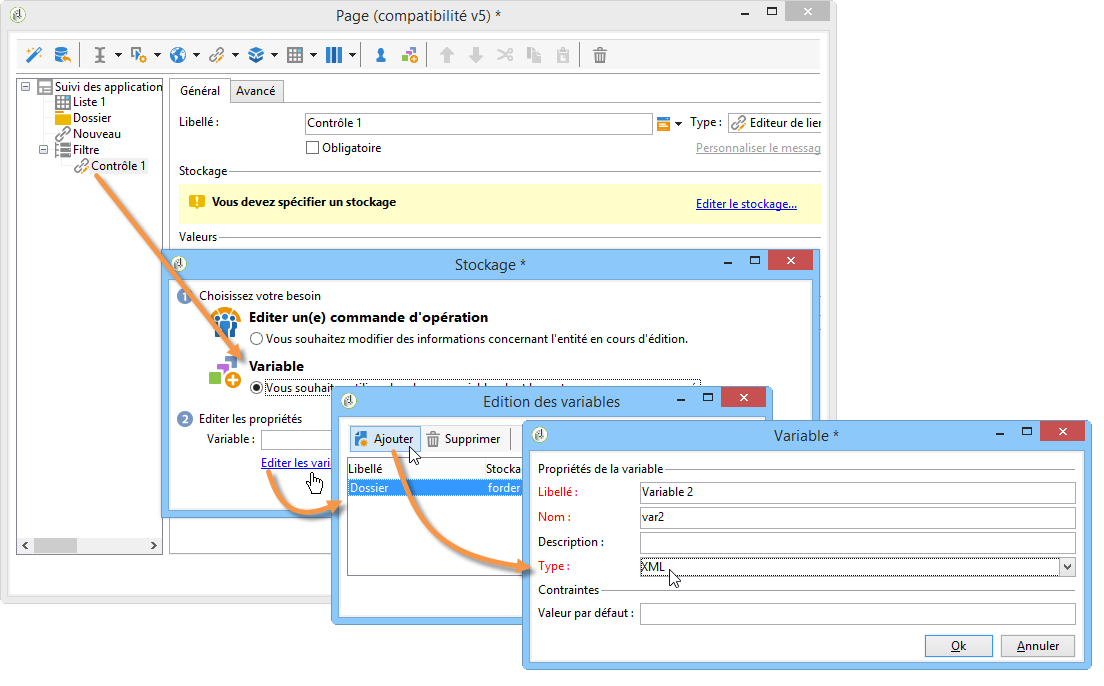 Page (compatibilité v5) *
Suivi des application
Liste 1
Dossier
Nouveau
Filtre
Contrôle 1
Général
Avancé
Libellé :
Contrôle 1
Type :
Editeur de lier
Obligatoire
Personnaliser le messag
Stockage
Vous devez spécifier un stockage
Editer le stockage...
Valeurs
Stockage *
1 Choisissez votre besoin
Editer un(e) commande d'opération
Vous souhaitez modifier des informations concernant l'entité en cours d'édition.
Variable
Vous souhait
2 Editer les propriétés
Variable :
Editer les vari
Edition des variables
Ajouter
Supprimer
Libellé
Stocka
Dossier
forder
Variable *
Propriétés de la variable
Libellé :
Variable 2
Nom :
var2
Description :
Type :
XML
Contraintes
Valeur par défaut :
Ok
Annuler